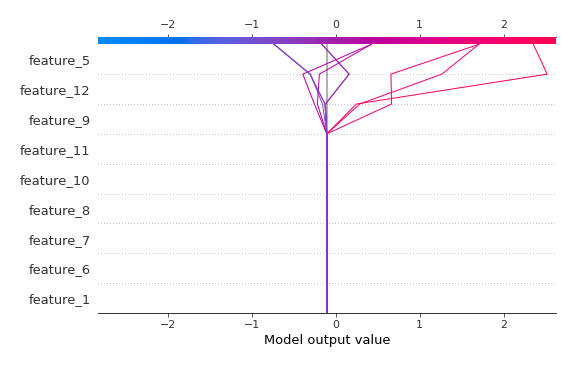 −2 −1 0 1 2
feature_5
feature_12
feature_9
feature_11
feature_10
feature_8
feature_7
feature_6
feature_1
−2 −1 0 1 2
Model output value